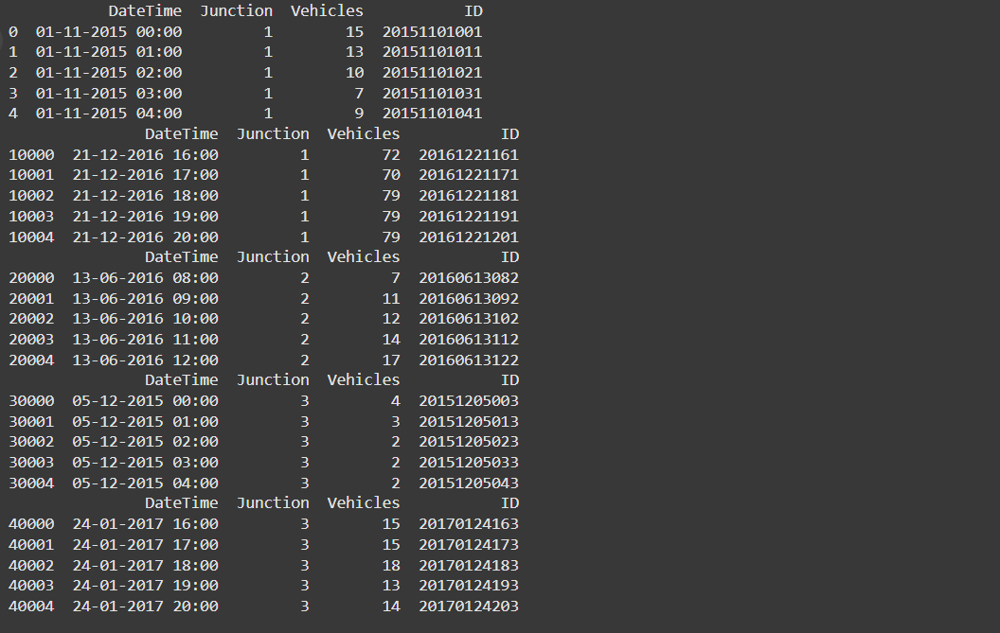 DateTime Junction Vehicles ID
0 01-11-2015 00:00 1 15 20151101001
1 01-11-2015 01:00 1 13 20151101011
2 01-11-2015 02:00 1 10 20151101021
3 01-11-2015 03:00 1 7 20151101031
4 01-11-2015 04:00 1 9 20151101041
DateTime Junction Vehicles ID
10000 21-12-2016 16:00 1 72 20161221161
10001 21-12-2016 17:00 1 70 20161221171
10002 21-12-2016 18:00 1 79 20161221181
10003 21-12-2016 19:00 1 79 20161221191
10004 21-12-2016 20:00 1 79 20161221201
DateTime Junction Vehicles ID
20000 13-06-2016 08:00 2 7 20160613082
20001 13-06-2016 09:00 2 11 20160613092
20002 13-06-2016 10:00 2 12 20160613102
20003 13-06-2016 11:00 2 14 20160613112
20004 13-06-2016 12:00 2 17 20160613122
DateTime Junction Vehicles ID
30000 05-12-2015 00:00 3 4 20151205003
30001 05-12-2015 01:00 3 3 20151205013
30002 05-12-2015 02:00 3 2 20151205023
30003 05-12-2015 03:00 3 2 20151205033
30004 05-12-2015 04:00 3 2 20151205043
DateTime Junction Vehicles ID
40000 24-01-2017 16:00 3 15 20170124163
40001 24-01-2017 17:00 3 15 20170124173
40002 24-01-2017 18:00 3 18 20170124183
40003 24-01-2017 19:00 3 13 20170124193
40004 24-01-2017 20:00 3 14 20170124203